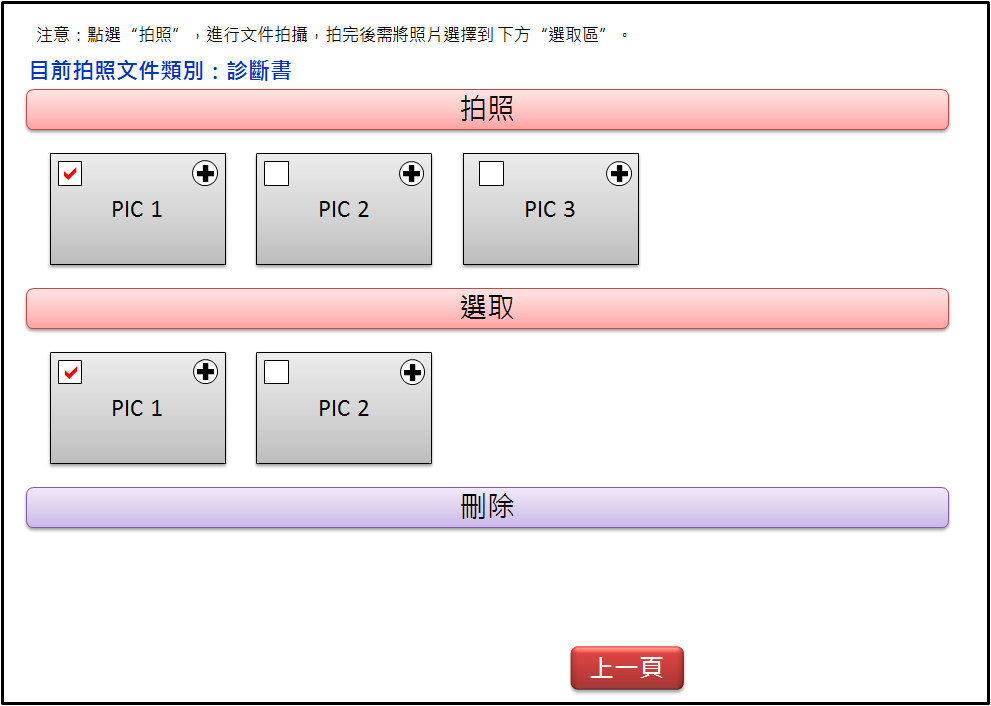 注意：點選“拍照”，進行文件拍攝，拍完後需將照片選擇到 下方“選取區”。
目前拍照文件類別：診斷書
拍照
PIC 1 PIC 2 PIC 3
選取
PIC 1 PIC 2
刪除
上一頁